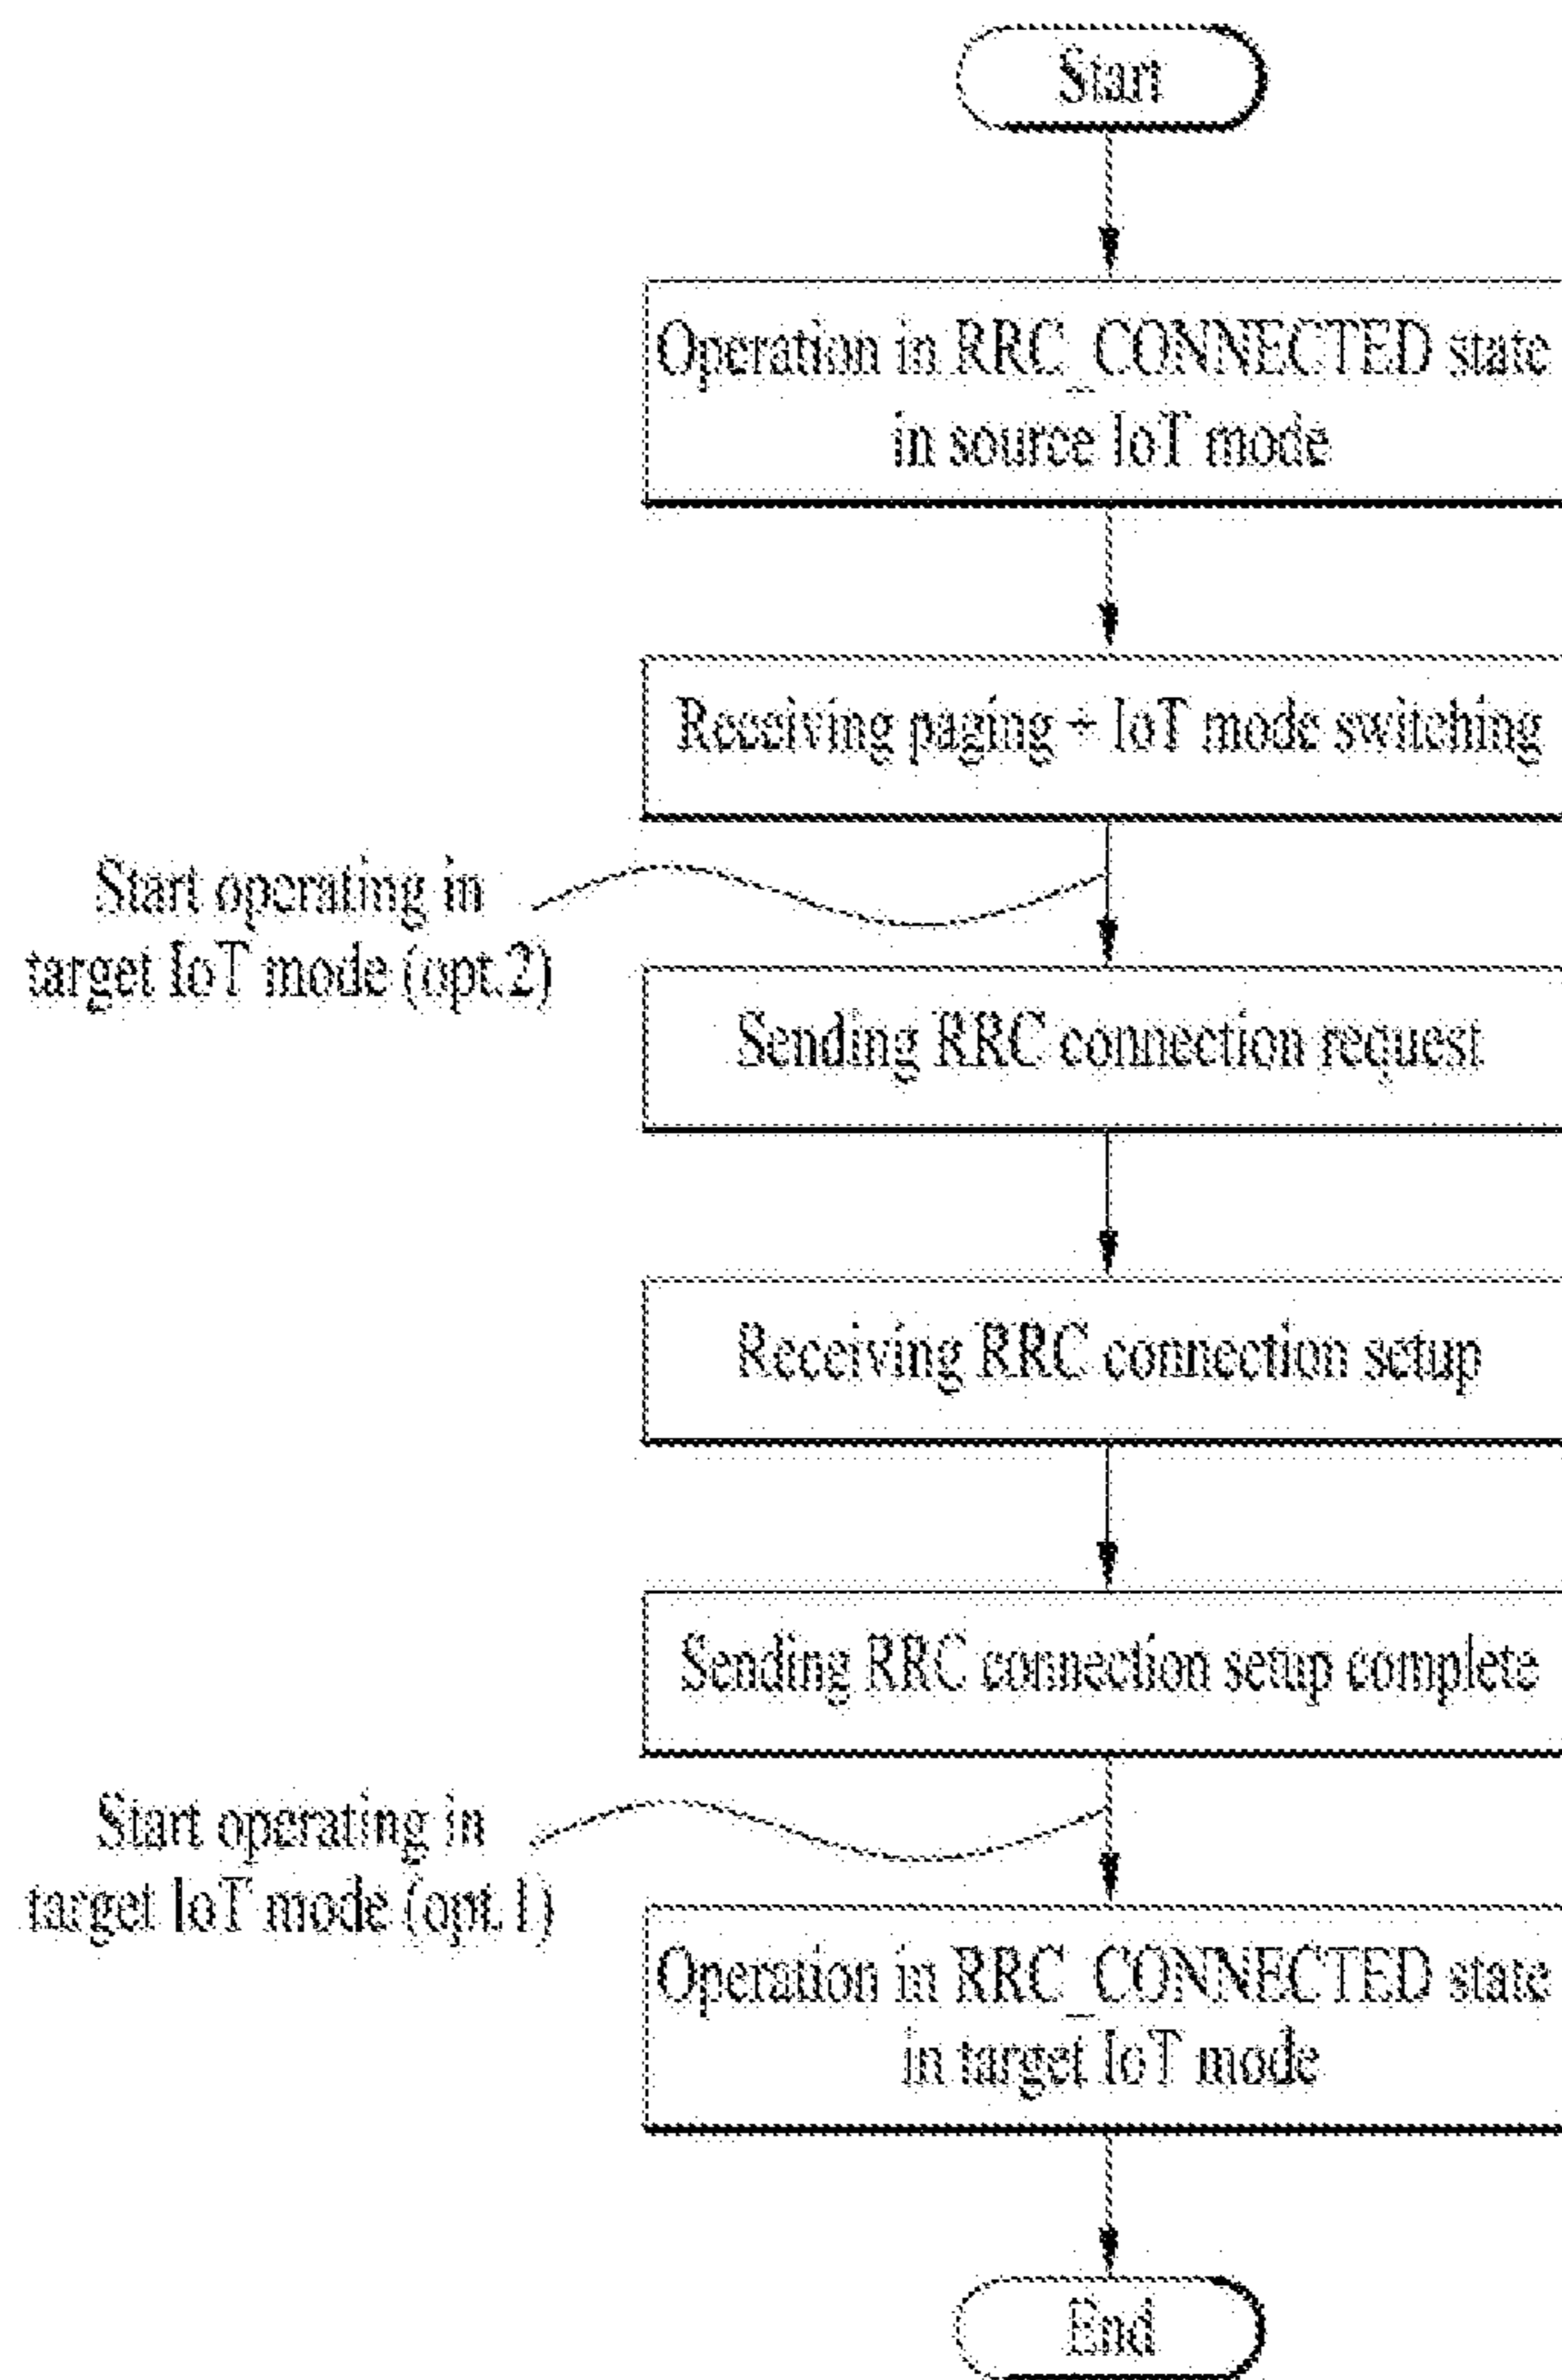 Start
Operation in RRC_CONNECTED state
in source IoT mode
Receiving paging + IoT mode switching
Start operating in
target IoT mode (opt.2)
Sending RRC connection request
Receiving RRC connection setup
Sending RRC connection setup complete
Start operating in
target IoT mode (opt.1)
Operation in RRC_CONNECTED state
in target IoT mode
End